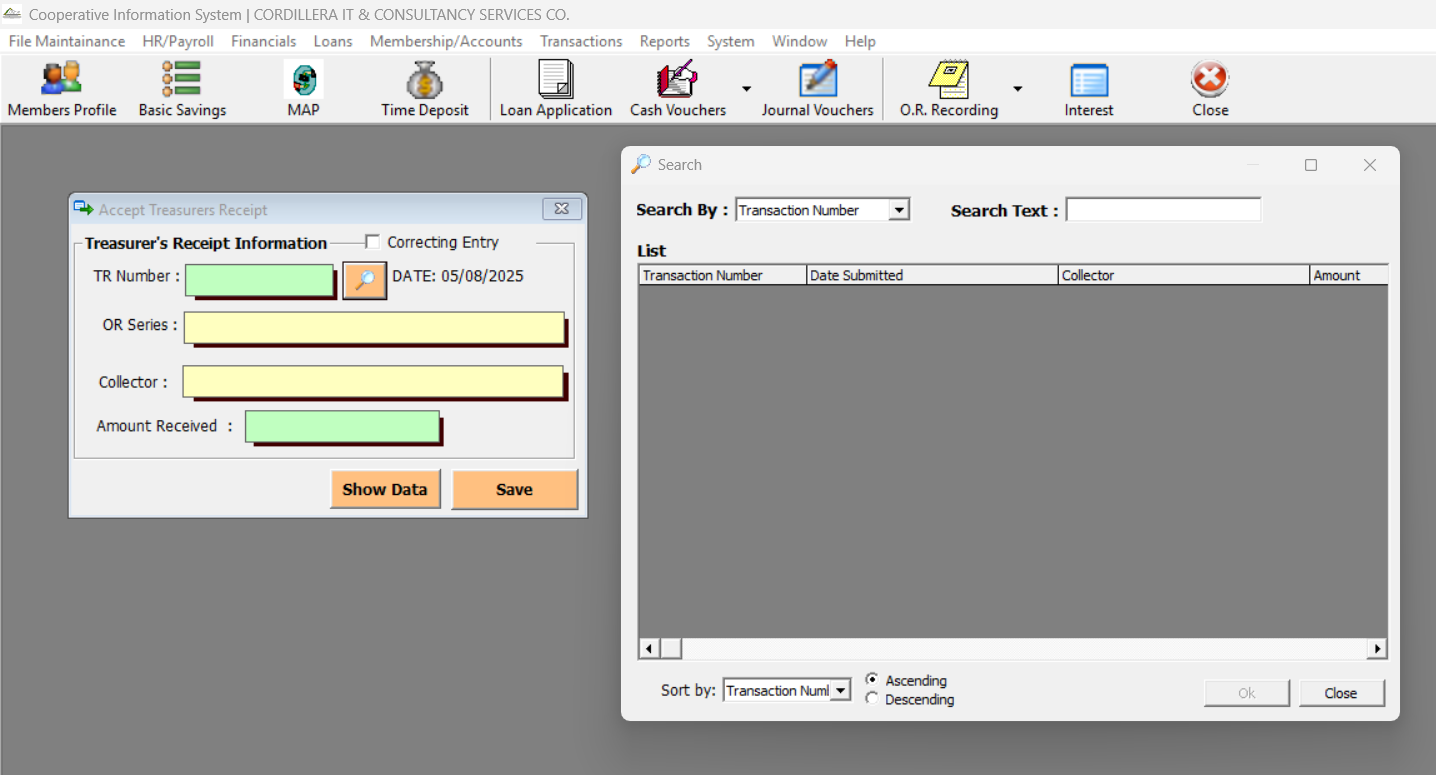 Cooperative Information System | CORDILLERA IT & CONSULTANCY SERVICES CO.
File Maintainance HR/Payroll Financials Loans Membership/Accounts Transactions Reports System Window Help
Members Profile Basic Savings MAP Time Deposit Loan Application Cash Vouchers Journal Vouchers O.R. Recording Interest Close
Accept Treasurers Receipt
Treasurer's Receipt Information Correcting Entry
TR Number : DATE: 05/08/2025
OR Series :
Collector :
Amount Received :
Show Data Save
Search
Search By : Transaction Number Search Text :
List
Transaction Number Date Submitted Collector Amount
Sort by: Transaction Numl Ascending
Descending
Ok Close